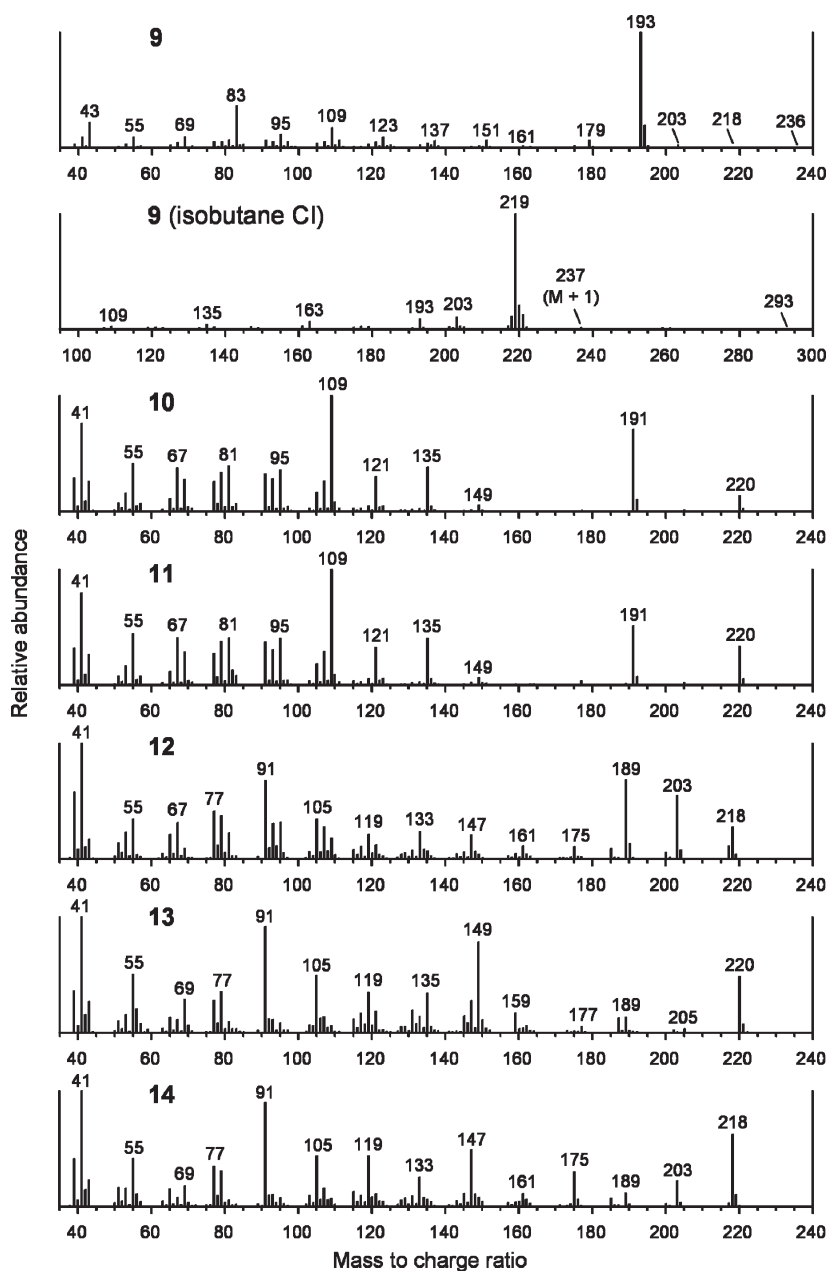 9
43 55 69 83 95 109 123 137 151 161 179 193 203 218 236
40 60 80 100 120 140 160 180 200 220 240
9 (isobutane CI)
109 135 163 193 203 219 237 (M + 1) 293
100 120 140 160 180 200 220 240 260 280 300
10
41 55 67 81 95 109 121 135 149 191 220
40 60 80 100 120 140 160 180 200 220 240
11
41 55 67 81 95 109 121 135 149 191 220
40 60 80 100 120 140 160 180 200 220 240
12
41 55 67 77 91 105 119 133 147 161 175 189 203 218
40 60 80 100 120 140 160 180 200 220 240
13
41 55 69 77 91 105 119 135 149 159 177 189 205 220
40 60 80 100 120 140 160 180 200 220 240
14
41 55 69 77 91 105 119 133 147 161 175 189 203 218
40 60 80 100 120 140 160 180 200 220 240
Relative abundance
Mass to charge ratio